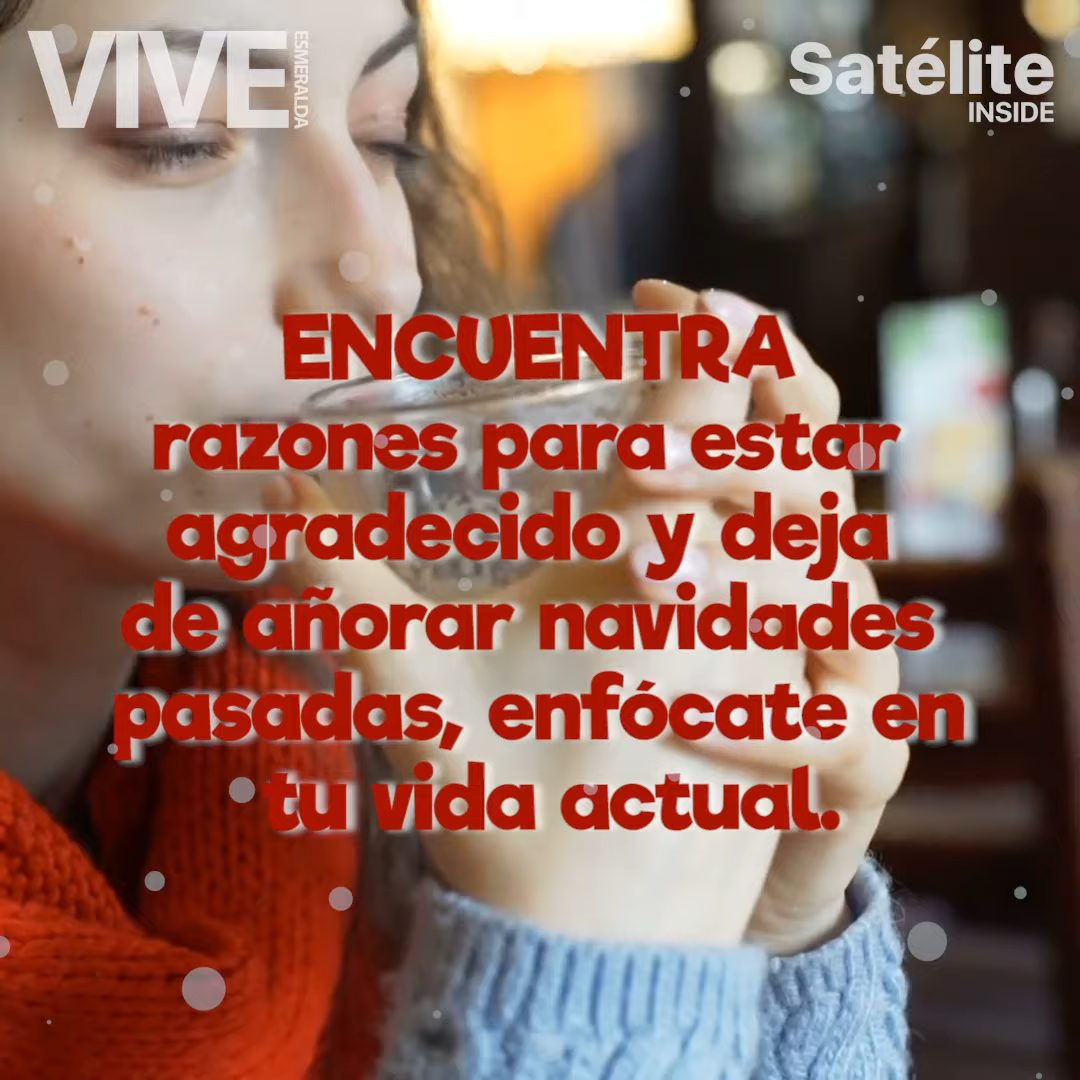 VIVE
ESMERALDA
Satélite
INSIDE
ENCUENTRA
razones para estar
agradecido y deja
de añorar navidades
pasadas, enfócate en
tu vida actual.